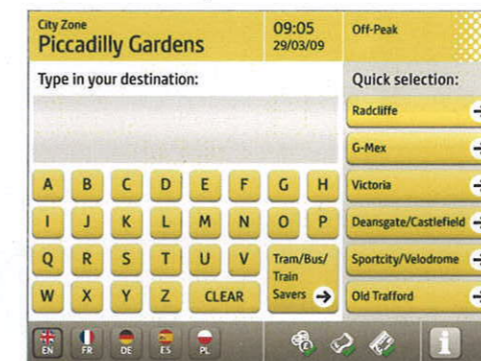 City Zone
Piccadilly Gardens
09:05
29/03/09
Off-Peak
Type in your destination:
Quick selection:
Radcliffe
G-Mex
Victoria
Deansgate/Castlefield
Sportcity/Velodrome
Old Trafford
A B C D E F G H
I J K L M N O P
Q R S T U V
W X Y Z CLEAR
Tram/Bus/
Train
Savers
EN FR DE ES PL
i